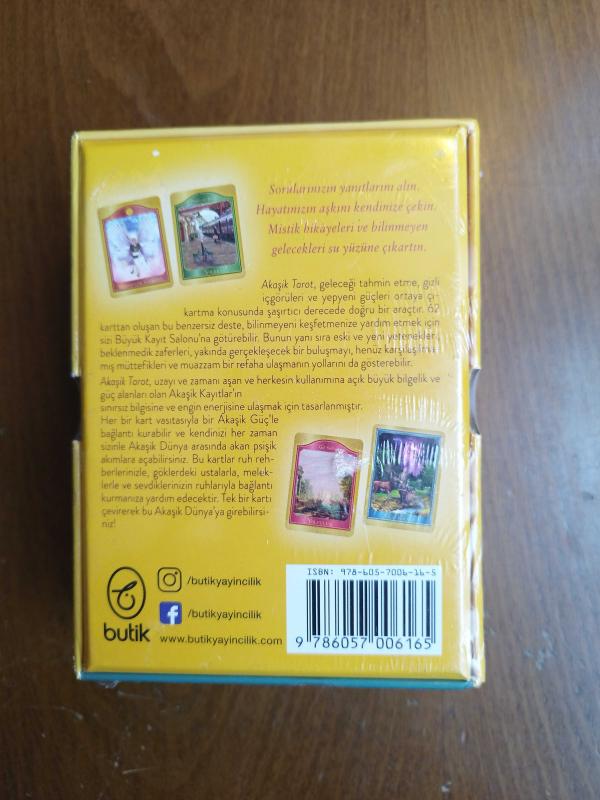 Sorularınızın yanıtlarını alın.
Hayatınızın aşkını kendinize çekin.
Mistik hikâyeleri ve bilinmeyen
gelecekleri su yüzüne çıkartın.
Akaşik Tarot, geleceği tahmin etme, gizli
içgörüleri ve yepyeni güçleri ortaya çı-
kartma konusunda şaşırtıcı derecede doğru bir araçtır. 62
karttan oluşan bu benzersiz deste, bilinmeyeni keşfetmenize yardım etmek için
sizi Büyük Kayıt Salonu'na götürebilir. Bunun yanı sıra eski ve yeni yetenekleri,
beklenmedik zaferleri, yakında gerçekleşecek bir buluşmayı, henüz karşılaşılma-
mış müttefikleri ve muazzam bir refaha ulaşmanın yollarını da gösterebilir.
Akaşik Tarot, uzayı ve zamanı aşan ve herkesin kullanımına açık büyük bilgelik ve
güç alanları olan Akaşik Kayıtlar'ın
sınırsız bilgisine ve engin enerjisine ulaşmak için tasarlanmıştır.
Her bir kart vasıtasıyla bir Akaşik Güç'le
bağlantı kurabilir ve kendinizi her zaman
sizinle Akaşik Dünya arasında akan psişik
akımlara açabilirsiniz. Bu kartlar ruh reh-
berlerinizle, göklerdeki ustalarla, melek-
lerle ve sevdiklerinizin ruhlarıyla bağlantı
kurmanıza yardım edecektir. Tek bir kartı
çevirerek bu Akaşik Dünya'ya girebilirsi-
niz!
butik
/butikyayincilik
/butikyayincilik
www.butikyayincilik.com
ISBN: 978-605-7006-16-5
9 786057 006165